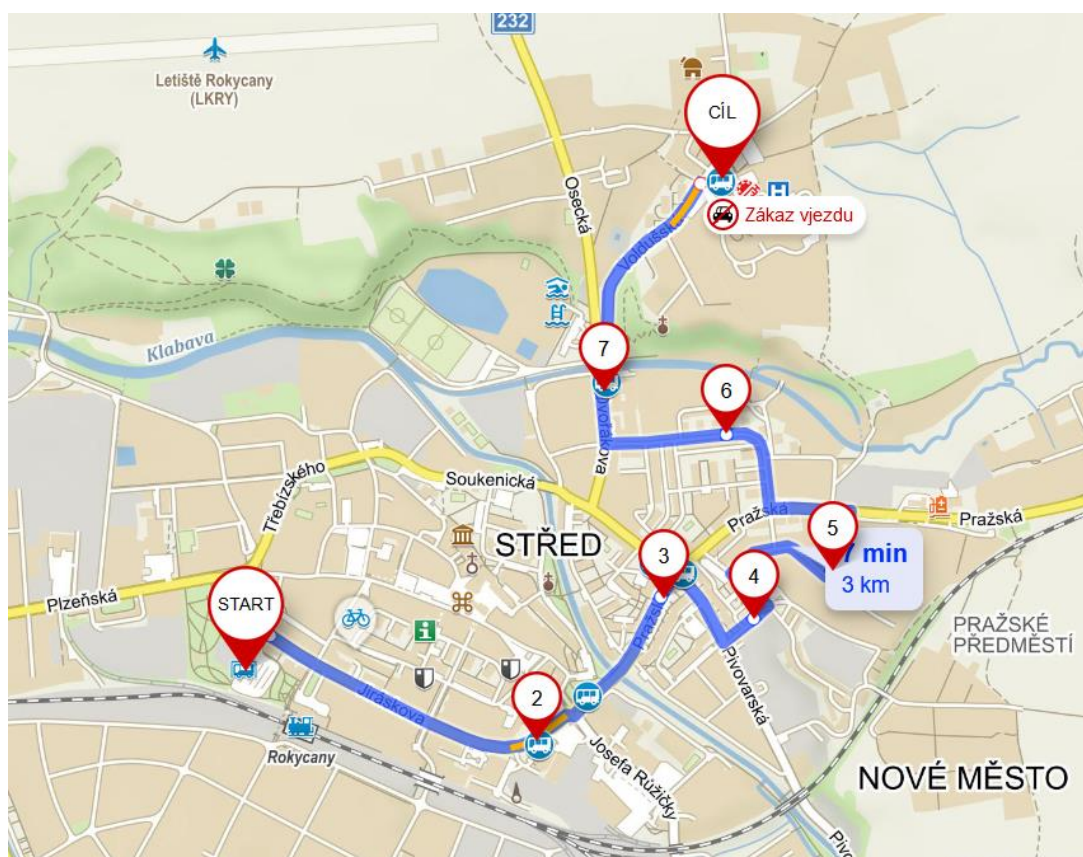 232
Letiště Rokycany
(LKRY)
CÍL
H
Zákaz vjezdu
Osecká
Voldušská
Klabava
7
6
Dvořákova
Soukenická
Třebízského
Pražská
Pražská
5
7 min
3 km
STŘED
3
4
Plzeňská
START
i
Pražská
PRAŽSKÉ
PŘEDMĚSTÍ
Jiráskova
2
Pivovarská
Josefa Růžičky
Rokycany
NOVÉ MĚSTO